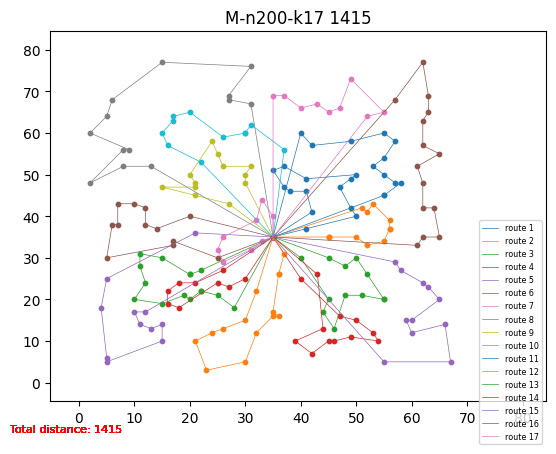 M-n200-k17 1415
80
70
60
50
40
30
20
10
0
0 10 20 30 40 50 60 70 80
route 1
route 2
route 3
route 4
route 5
route 6
route 7
route 8
route 9
route 10
route 11
route 12
route 13
route 14
route 15
route 16
route 17
Total distance: 1415